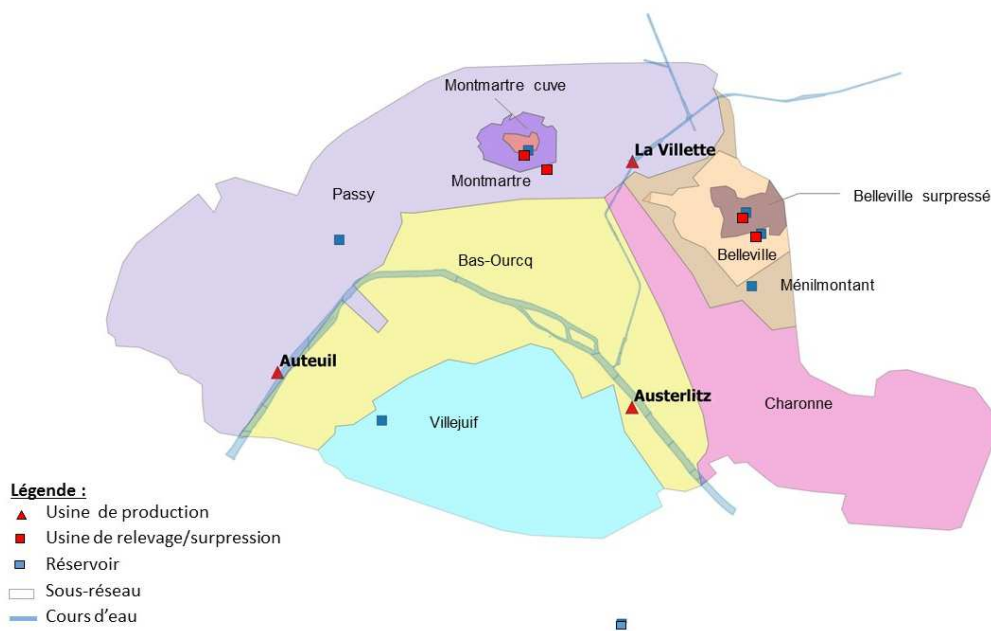 Montmartre cuve
La Villette
Montmartre
Passy
Belleville surpressé
Belleville
Bas-Ourcq
Ménilmontant
Auteuil
Austerlitz
Charonne
Villejuif
Légende :
Usine de production
Usine de relevage/surpression
Réservoir
Sous-réseau
Cours d'eau